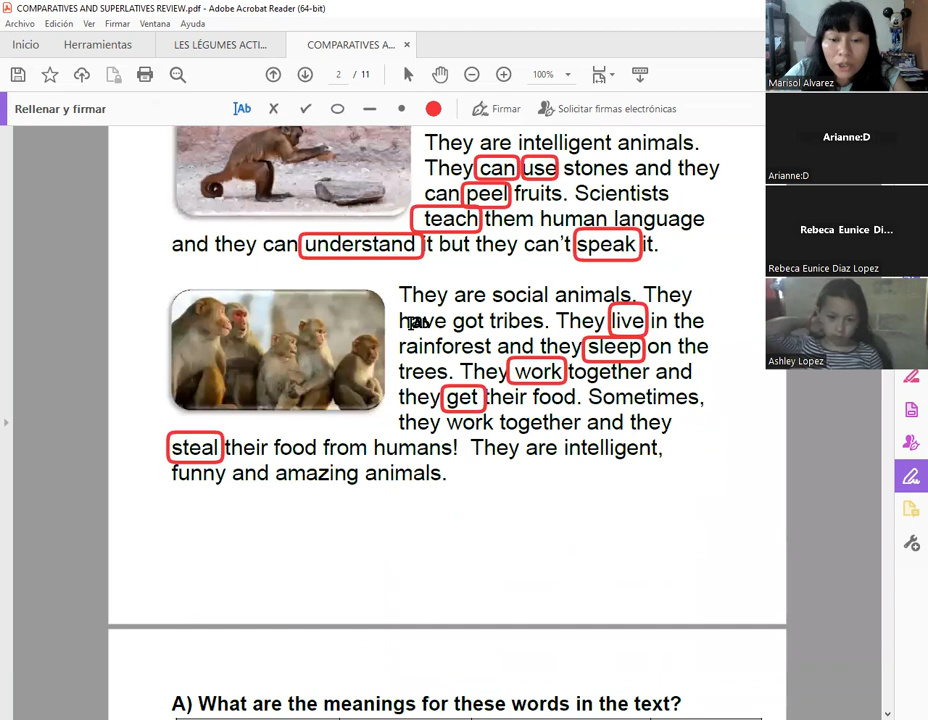 COMPARATIVES AND SUPERLATIVES REVIEW.pdf - Adobe Acrobat Reader (64-bit)
Archivo Edición Ver Firmar Ventana Ayuda
Inicio Herramientas LES LÉGUMES ACTI... COMPARATIVES A... ×
2 / 11 100%
Rellenar y firmar Ab Firmar Solicitar firmas electrónicas
They are intelligent animals.
They can use stones and they
can peel fruits. Scientists
teach them human language
and they can understand it but they can't speak it.
They are social animals. They
have got tribes. They live in the
rainforest and they sleep on the
trees. They work together and
they get their food. Sometimes,
they work together and they
steal their food from humans! They are intelligent,
funny and amazing animals.
A) What are the meanings for these words in the text?
Marisol Alvarez
Arianne:D
Arianne:D
Rebeca Eunice Di...
Rebeca Eunice Diaz Lopez
Ashley Lopez